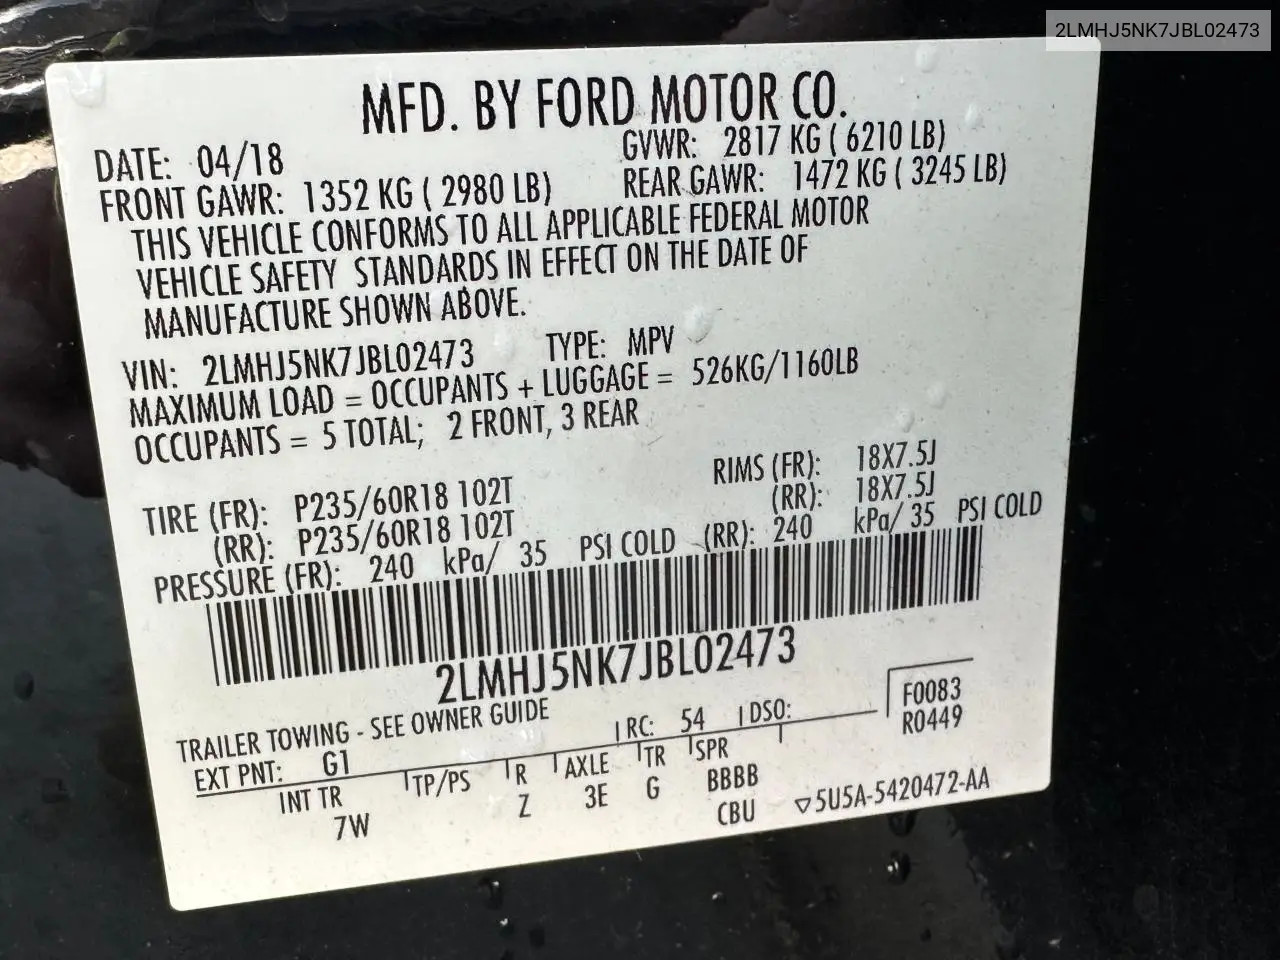 2LMHJ5NK7JBL02473
MFD. BY FORD MOTOR CO.
DATE: 04/18 GVWR: 2817 KG ( 6210 LB)
FRONT GAWR: 1352 KG ( 2980 LB) REAR GAWR: 1472 KG ( 3245 LB)
THIS VEHICLE CONFORMS TO ALL APPLICABLE FEDERAL MOTOR
VEHICLE SAFETY STANDARDS IN EFFECT ON THE DATE OF
MANUFACTURE SHOWN ABOVE.
VIN: 2LMHJ5NK7JBL02473 TYPE: MPV
MAXIMUM LOAD = OCCUPANTS + LUGGAGE = 526KG/1160LB
OCCUPANTS = 5 TOTAL; 2 FRONT, 3 REAR
TIRE (FR): P235/60R18 102T RIMS (FR): 18X7.5J
(RR): P235/60R18 102T (RR): 18X7.5J
PRESSURE (FR): 240 kPa/ 35 PSI COLD (RR): 240 kPa/ 35 PSI COLD
2LMHJ5NK7JBL02473
TRAILER TOWING - SEE OWNER GUIDE
EXT PNT: G1 RC: 54 DSO: F0083
R0449
INT TR TP/PS R AXLE TR SPR
7W Z 3E G BBBB
CBU 5U5A-5420472-AA